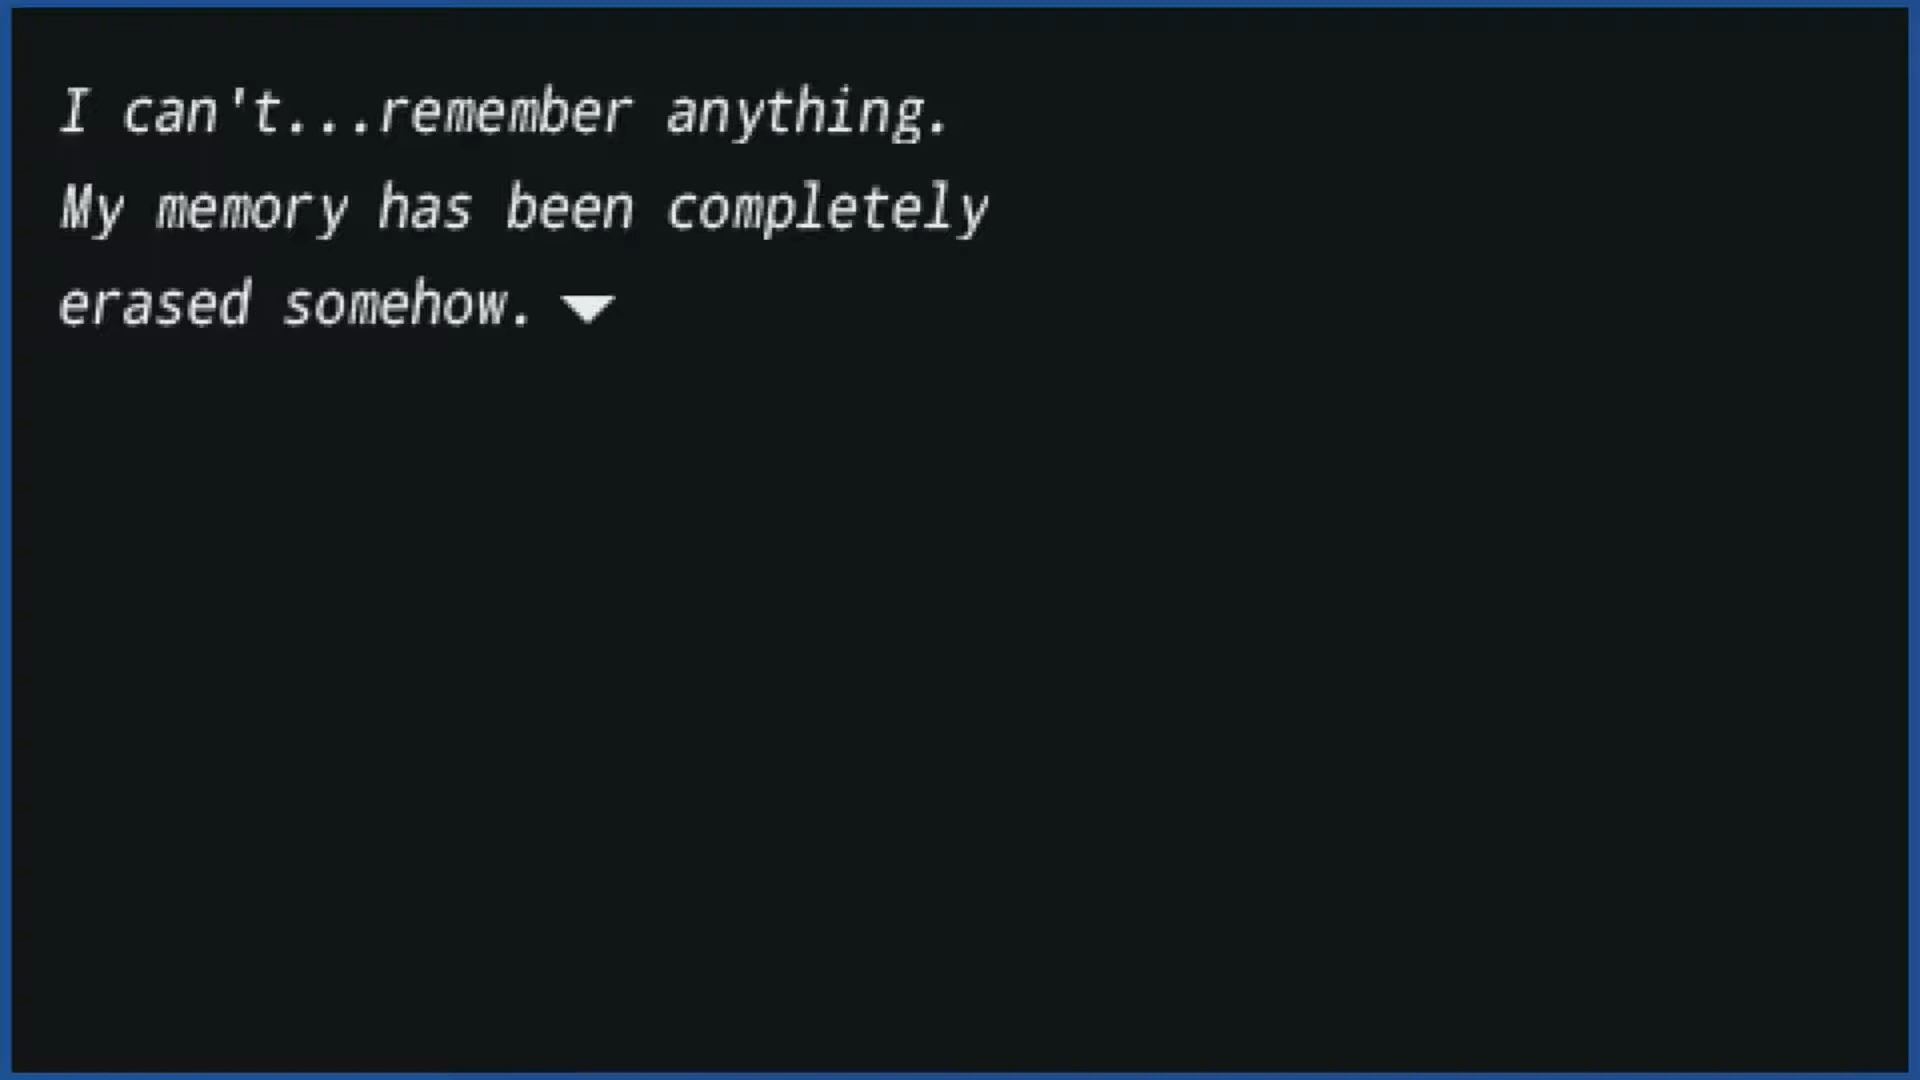 I can't...remember anything.
My memory has been completely
erased somehow.